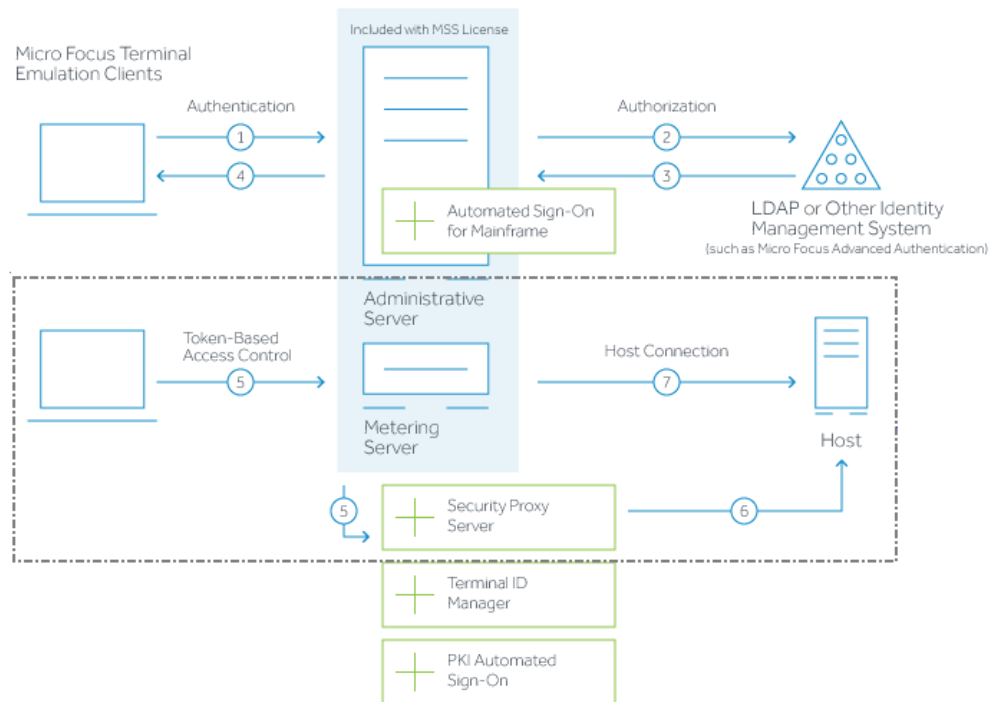 Included with MSS License
Micro Focus Terminal
Emulation Clients
Authentication
Authorization
1
2
4
3
Automated Sign-On
for Mainframe
LDAP or Other Identity
Management System
(such as Micro Focus Advanced Authentication)
Administrative
Server
Token-Based
Access Control
5
Host Connection
7
Metering
Server
Host
5
Security Proxy
Server
6
Terminal ID
Manager
PKI Automated
Sign-On